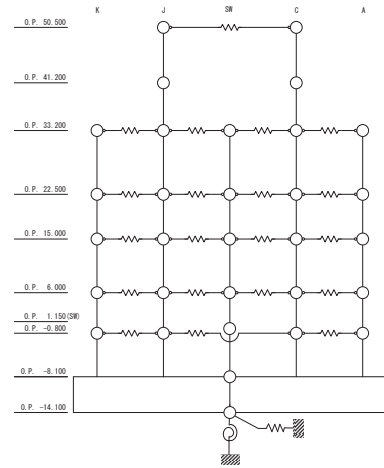 K J SW C A
O.P. 50.500
O.P. 41.200
O.P. 33.200
O.P. 22.500
O.P. 15.000
O.P. 6.000
O.P. 1.150(SW)
O.P. -0.800
O.P. -8.100
O.P. -14.100